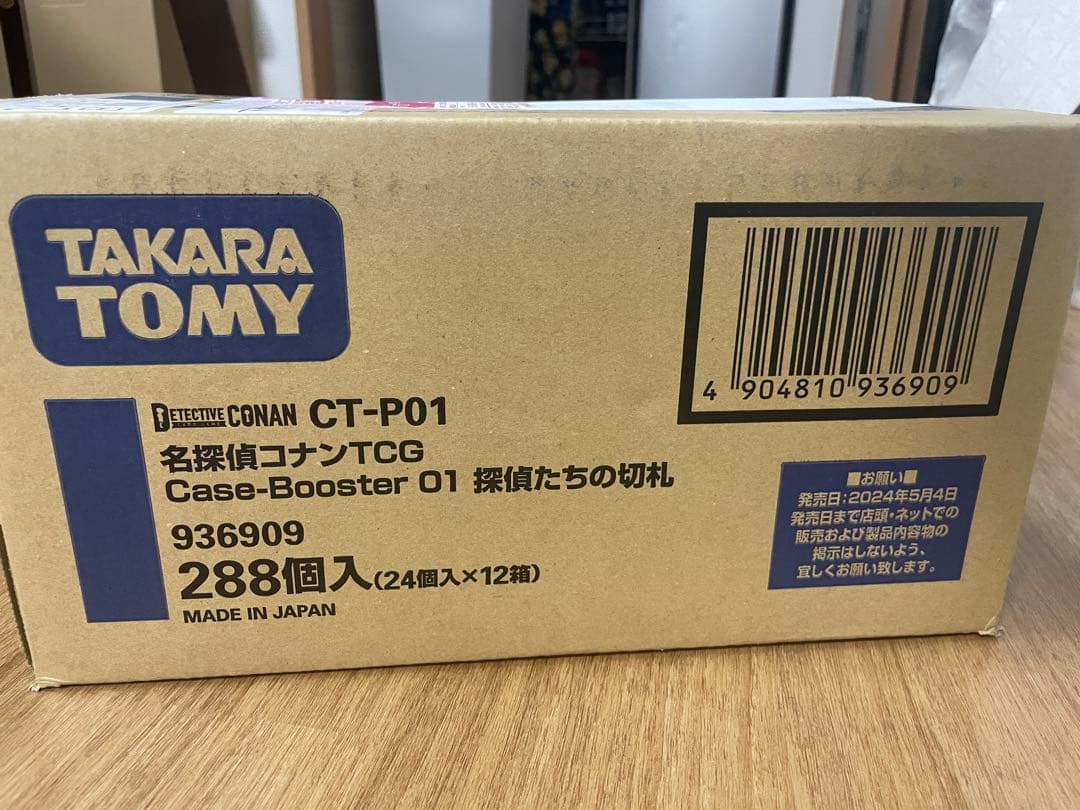 TAKARA
TOMY
DETECTIVE CONAN CT-P01
CARD GAME
名探偵コナンTCG
Case-Booster 01 探偵たちの切札
936909
288個入(24個入×12箱)
MADE IN JAPAN
4 904810 936909
■お願い■
発売日:2024年5月4日
発売日まで店頭・ネットでの
販売および製品内容物の
掲示はしないよう、
宜しくお願い致します。